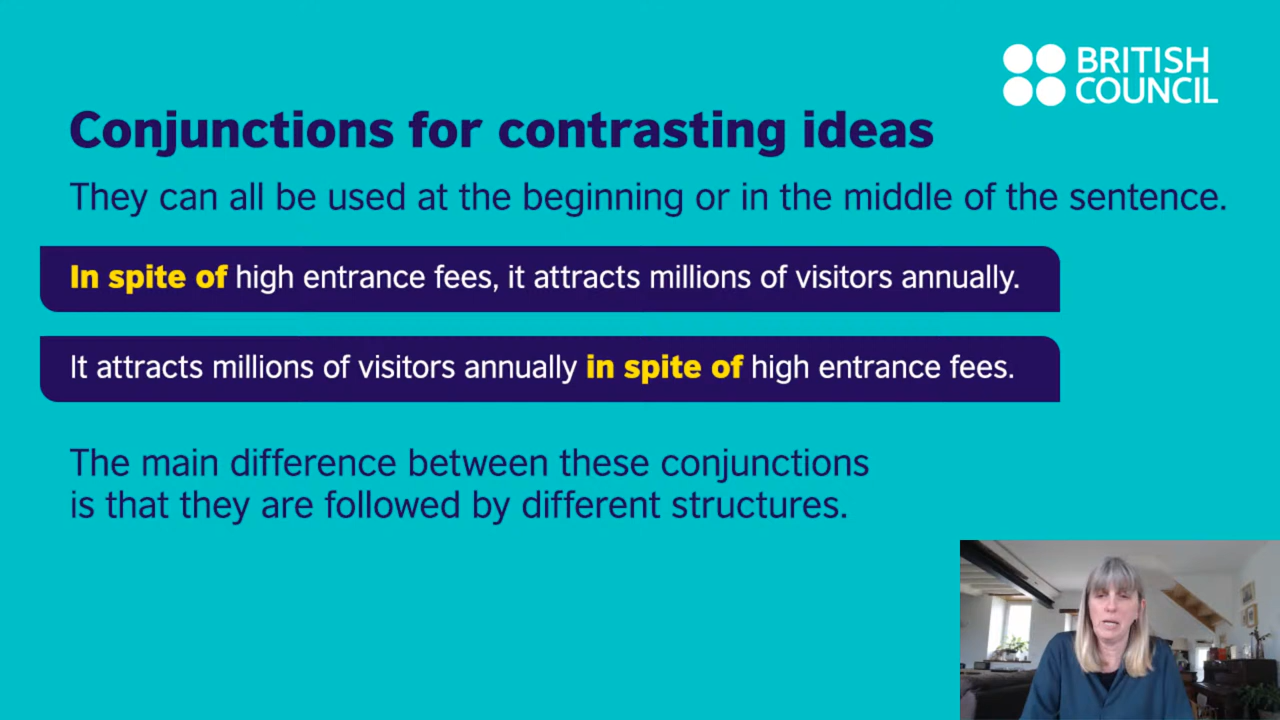 BRITISH
COUNCIL
Conjunctions for contrasting ideas
They can all be used at the beginning or in the middle of the sentence.
In spite of high entrance fees, it attracts millions of visitors annually.
It attracts millions of visitors annually in spite of high entrance fees.
The main difference between these conjunctions
is that they are followed by different structures.